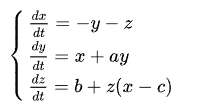 dx/dt = −y − z
dy/dt = x + ay
dz/dt = b + z(x − c)